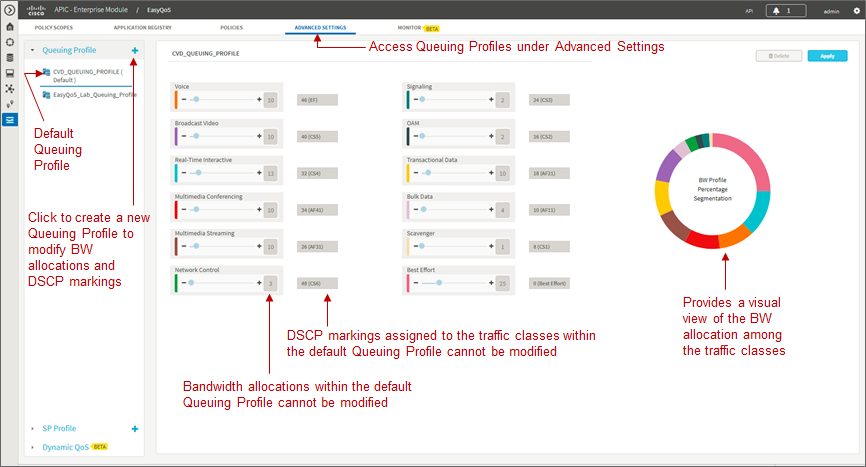 CISCO APIC - Enterprise Module / EasyQoS API 1 admin
POLICY SCOPES APPLICATION REGISTRY POLICIES ADVANCED SETTINGS MONITOR BETA
Access Queuing Profiles under Advanced Settings
Queuing Profile +
CVD_QUEUING_PROFILE (
Default )
EasyQoS_Lab_Queuing_Profile
Default
Queuing
Profile
Click to create a new
Queuing Profile to
modify BW
allocations and
DSCP markings
SP Profile +
Dynamic QoS BETA
CVD_QUEUING_PROFILE
Delete Apply
Voice
- + 10 46 (EF)
Broadcast Video
- + 10 40 (CS5)
Real-Time Interactive
- + 13 32 (CS4)
Multimedia Conferencing
- + 10 34 (AF41)
Multimedia Streaming
- + 10 26 (AF31)
Network Control
- + 3 48 (CS6)
Signaling
- + 2 24 (CS3)
OAM
- + 2 16 (CS2)
Transactional Data
- + 10 18 (AF21)
Bulk Data
- + 4 10 (AF11)
Scavenger
- + 1 8 (CS1)
Best Effort
- + 25 0 (Best Effort)
BW Profile
Percentage
Segmentation
DSCP markings assigned to the traffic classes within
the default Queuing Profile cannot be modified
Bandwidth allocations within the default
Queuing Profile cannot be modified
Provides a visual
view of the BW
allocation among
the traffic classes